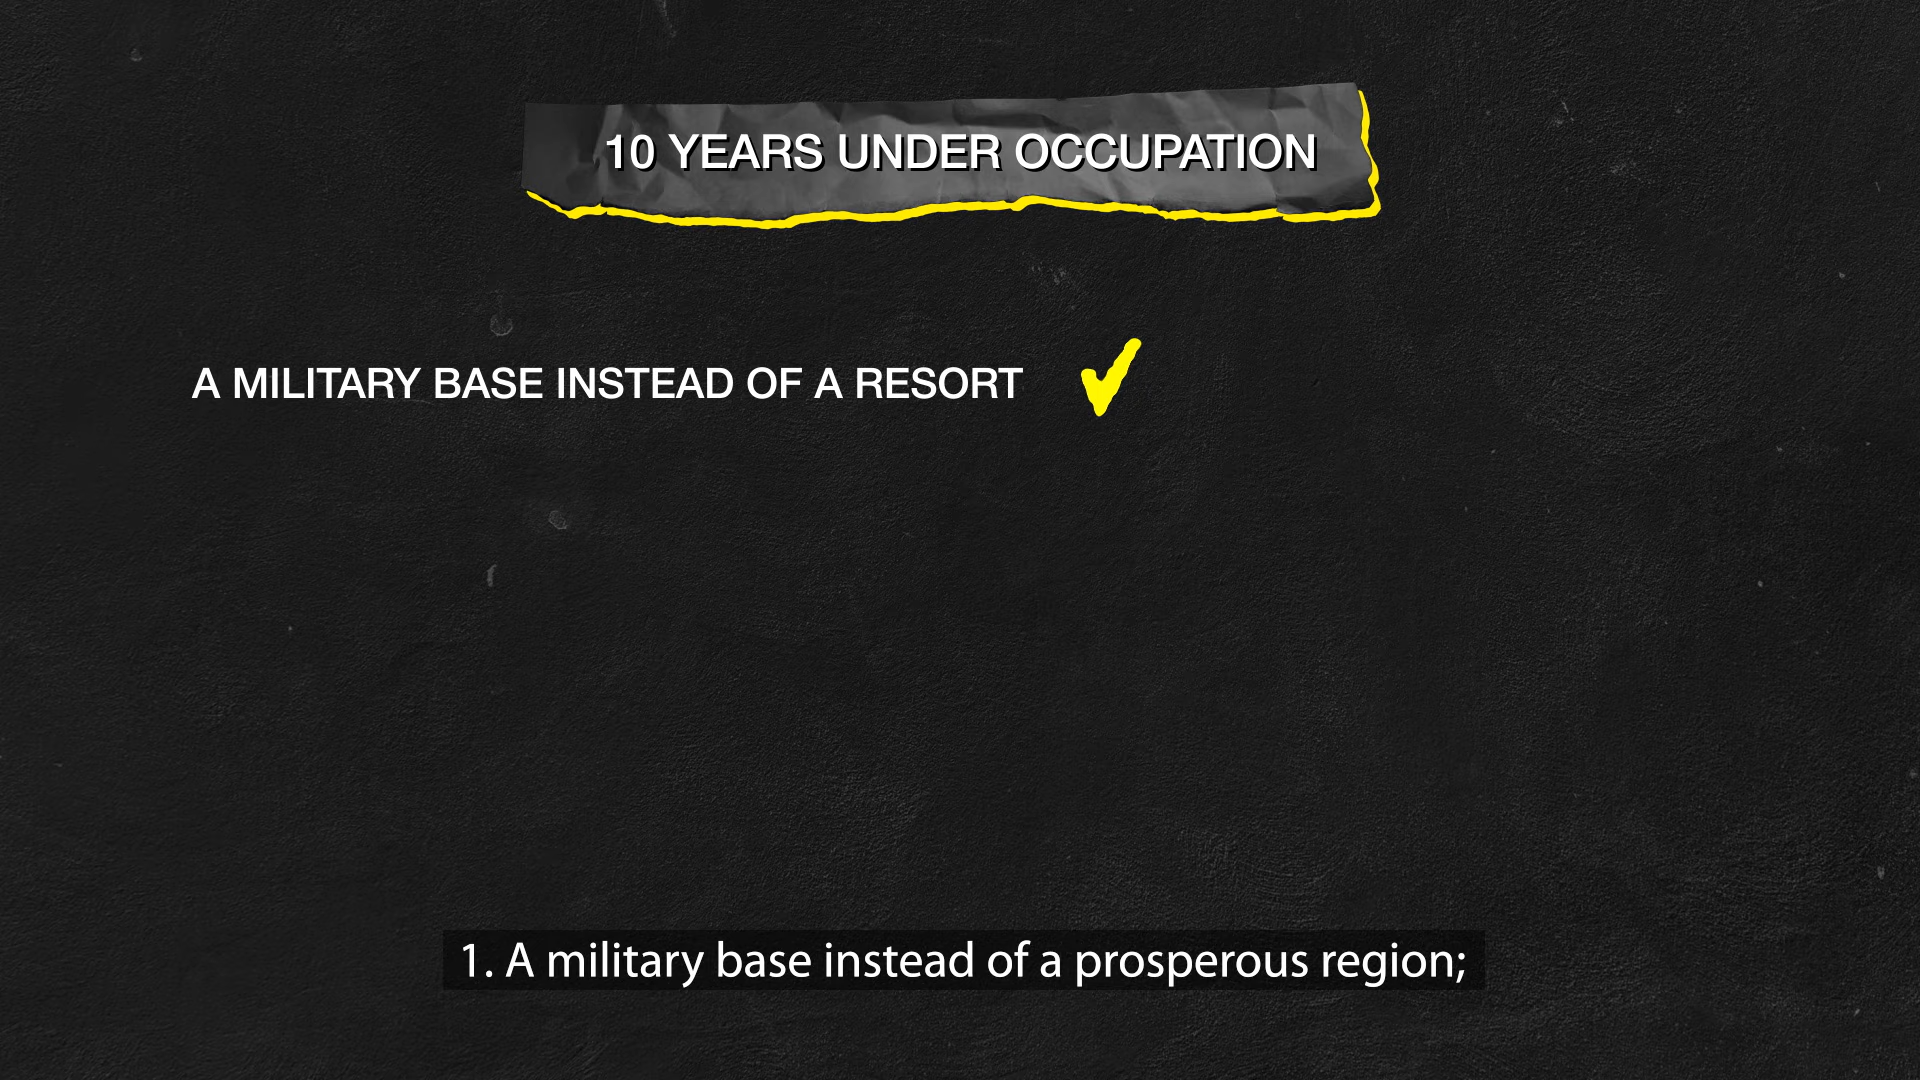 10 YEARS UNDER OCCUPATION
A MILITARY BASE INSTEAD OF A RESORT
1. A military base instead of a prosperous region;